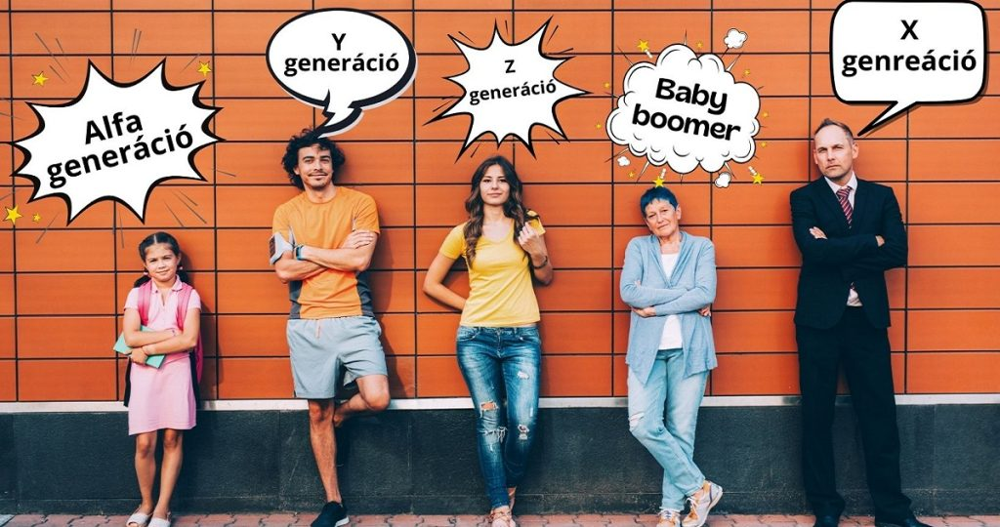 Alfa
generáció
Y
generáció
Z
generáció
Baby
boomer
X
genreáció